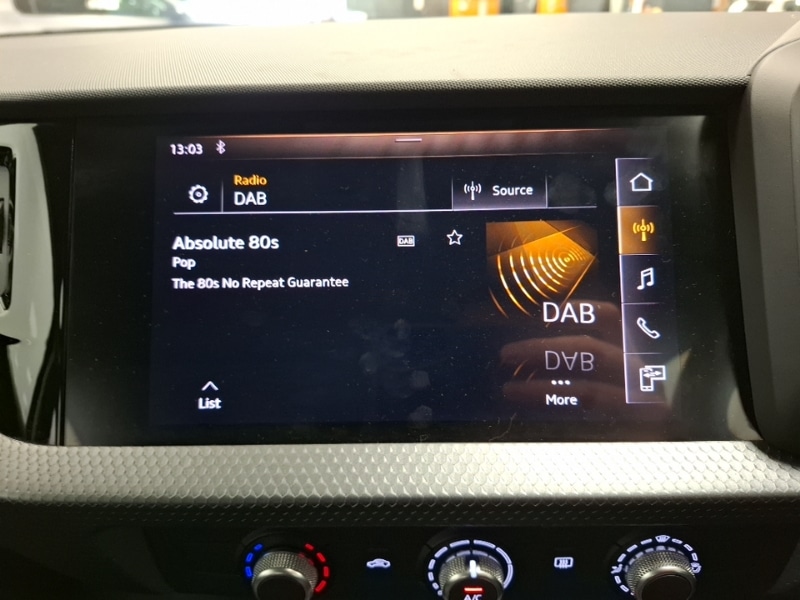 13:03
Radio
DAB
Source
Absolute 80s
DAB
Pop
The 80s No Repeat Guarantee
DAB
DAB
List
More
A/C